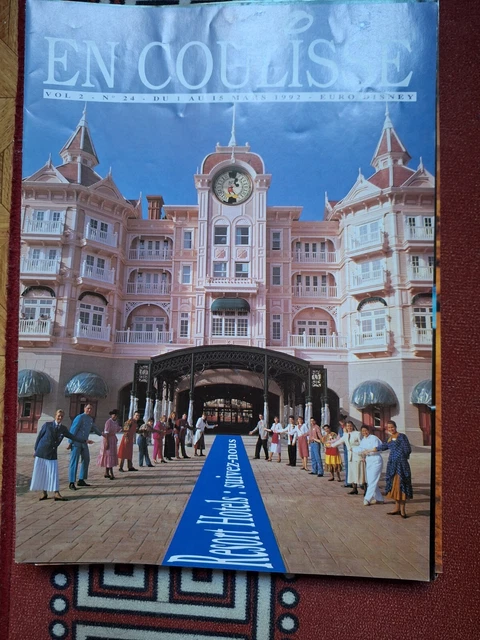 EN COULISSE
VOL 2 - N° 24 - DU 1 AU 15 MARS 1993 - EURO DISNEY
Resort Hotels : suivez-nous